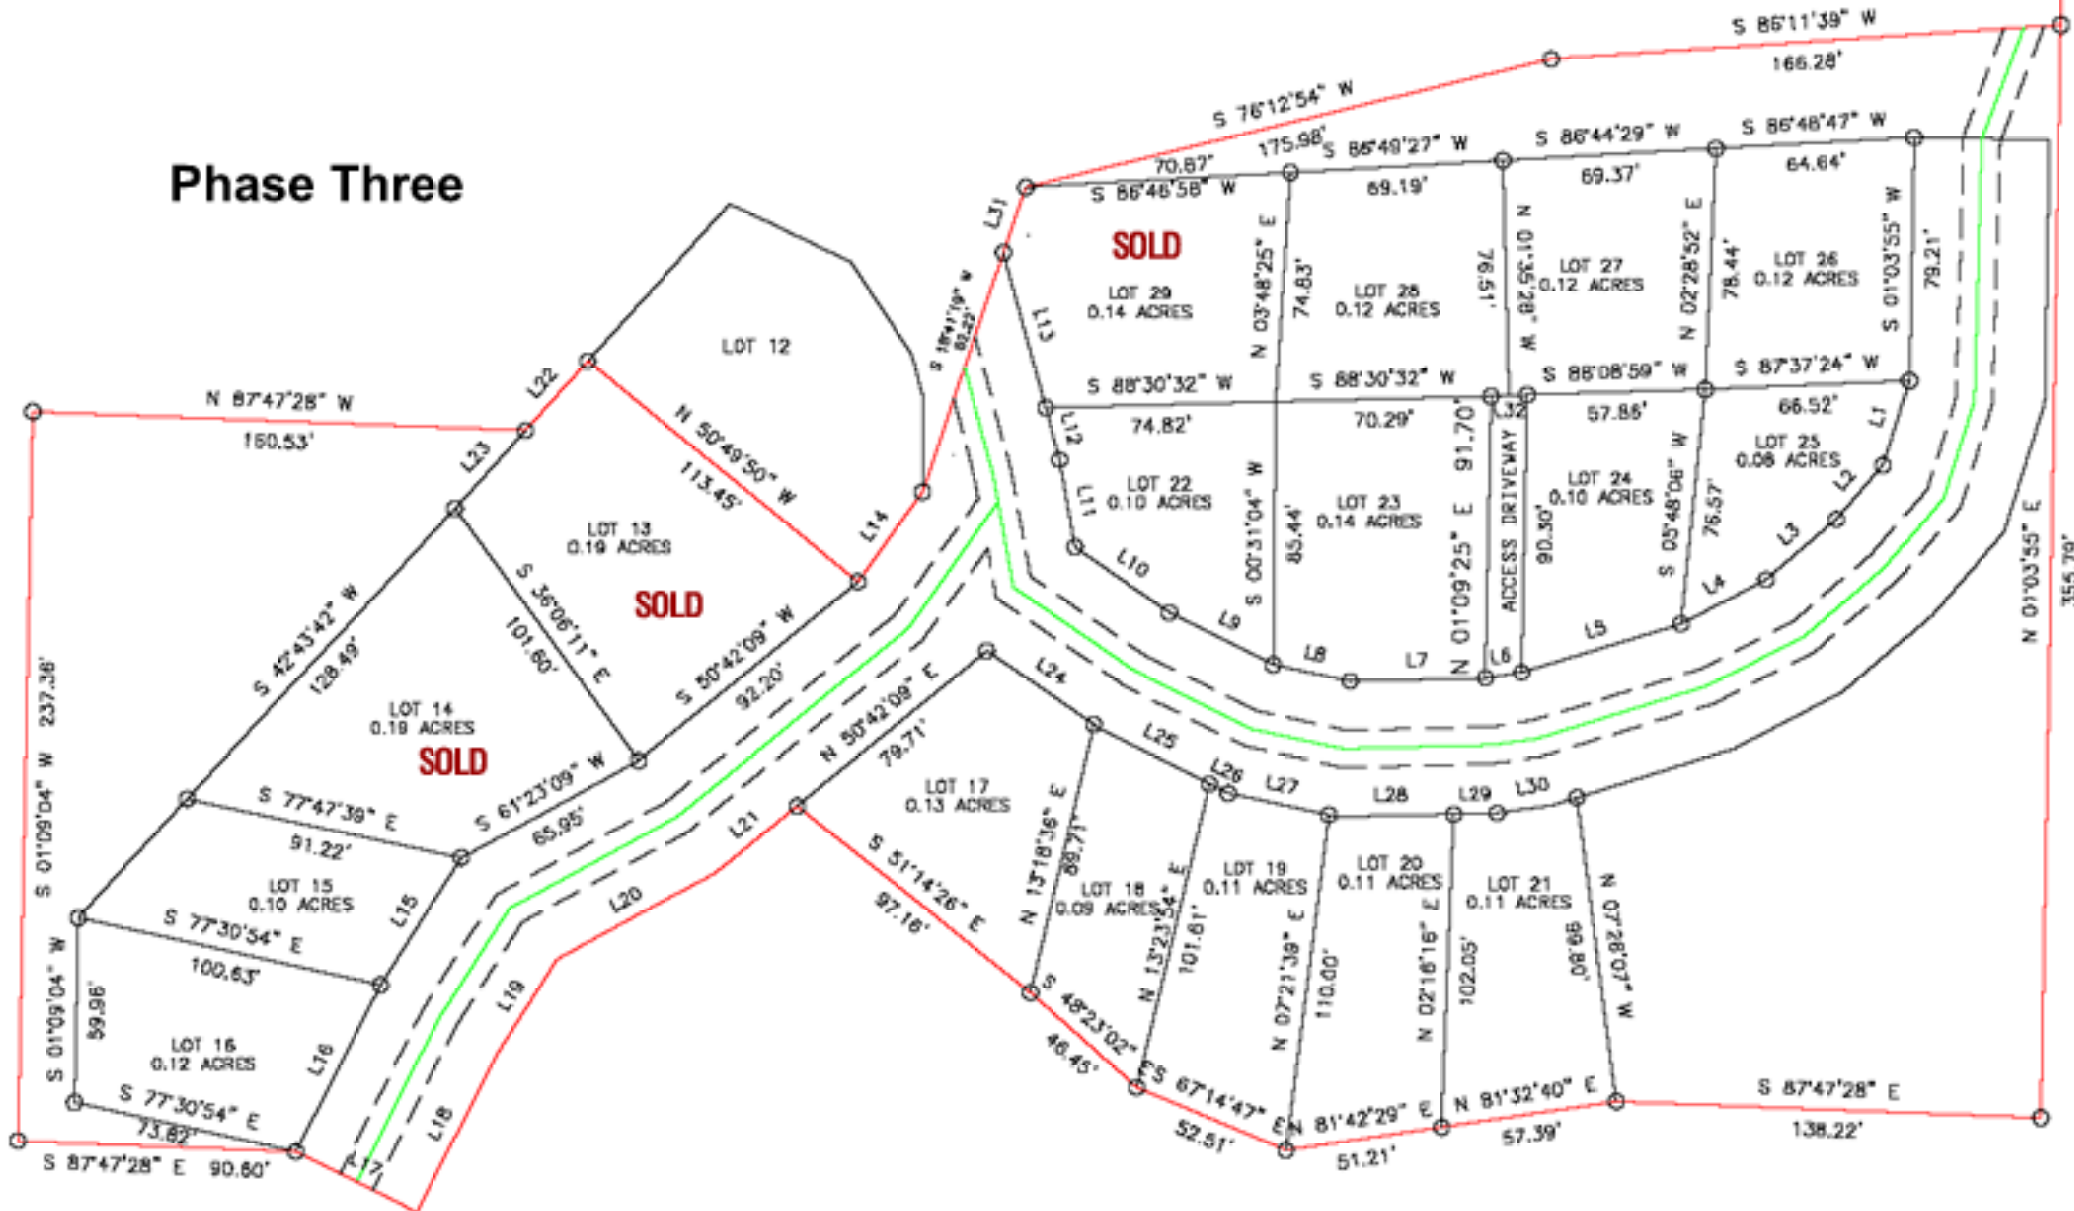 S 86°11'39" W
166.28'
S 76°12'54" W
175.98'
Phase Three
70.87'
S 86°46'58" W
S 86°49'27" W
69.19'
S 86°44'29" W
69.37'
S 86°48'47" W
64.64'
L31
SOLD
LOT 29
0.14 ACRES
N 03°48'25" E
74.83'
LOT 28
0.12 ACRES
76.51'
N 01°35'28" W
LOT 27
0.12 ACRES
N 02°28'52" E
78.44'
LOT 26
0.12 ACRES
S 01°03'55" W
79.21'
82.22'
L13
LOT 12
N 87°47'28" W
160.53'
L22
L23
N 50°49'50" W
113.45'
L14
S 88°30'32" W
74.82'
S 88°30'32" W
70.29'
L32
S 86°08'59" W
57.86'
S 87°37'24" W
66.52'
L12
L11
LOT 22
0.10 ACRES
S 00°31'04" W
85.44'
LOT 23
0.14 ACRES
N 01°09'25" E 91.70'
ACCESS DRIVEWAY
90.30'
LOT 24
0.10 ACRES
S 05°48'06" W
76.57'
LOT 25
0.08 ACRES
L1
L2
L3
L4
L5
L6
L7
L8
L9
L10
N 01°03'55" E
355.79'
LOT 13
0.19 ACRES
SOLD
S 36°06'11" E
101.60'
S 42°43'42" W
128.49'
S 50°42'09" W
92.20'
LOT 14
0.19 ACRES
SOLD
S 01°09'04" W 237.36'
S 77°47'39" E
91.22'
S 61°23'09" W
65.95'
N 50°42'09" E
79.71'
L24
L25
L26
L27
L28
L29
L30
LOT 17
0.13 ACRES
L21
L20
L19
L18
LOT 15
0.10 ACRES
L15
S 77°30'54" E
100.63'
S 51°14'26" E
97.16'
N 13°18'36" E
89.71'
LOT 18
0.09 ACRES
N 13°23'54" E
101.61'
LOT 19
0.11 ACRES
N 07°21'39" E
110.00'
LOT 20
0.11 ACRES
N 02°16'16" E
102.05'
LOT 21
0.11 ACRES
99.80'
N 07°28'07" W
S 01°09'04" W
59.96'
LOT 16
0.12 ACRES
L16
S 77°30'54" E
73.82'
S 87°47'28" E 90.60'
L17
S 48°23'02" E
46.45'
S 67°14'47" E
52.51'
N 81°42'29" E
51.21'
N 81°32'40" E
57.39'
S 87°47'28" E
138.22'